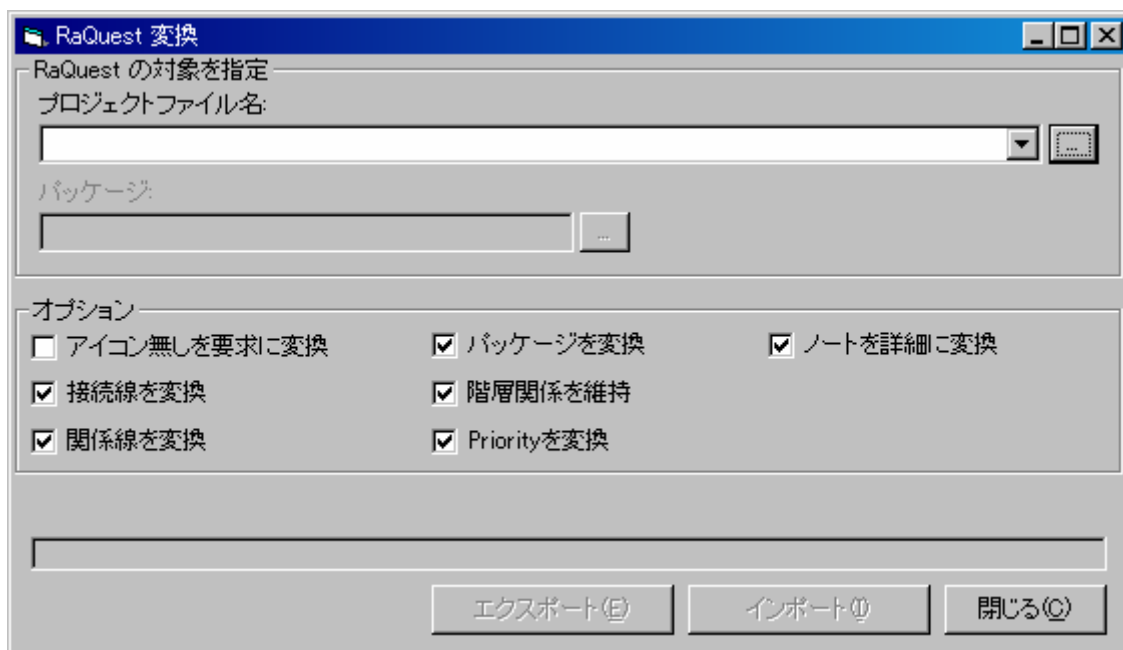 RaQuest 変換
RaQuest の対象を指定
プロジェクトファイル名:
...
パッケージ:
...
オプション
アイコン無しを要求に変換 パッケージを変換 ノートを詳細に変換
接続線を変換 階層関係を維持
関係線を変換 Priorityを変換
エクスポート(E) インポート(I) 閉じる(C)